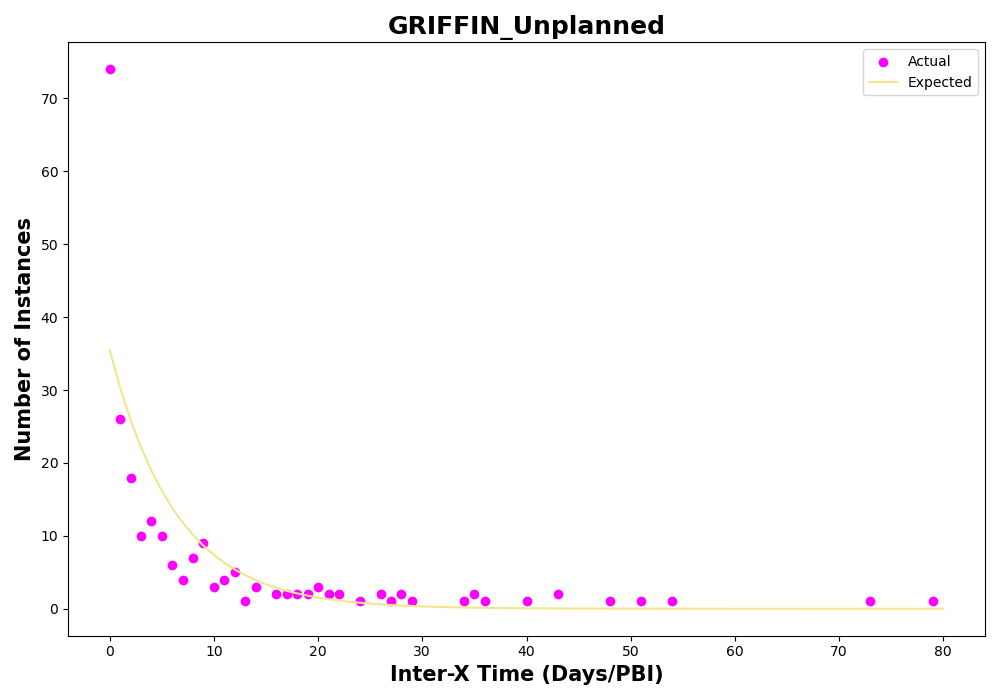 GRIFFIN_Unplanned
Actual
Expected
Number of Instances
70
60
50
40
30
20
10
0
0 10 20 30 40 50 60 70 80
Inter-X Time (Days/PBI)